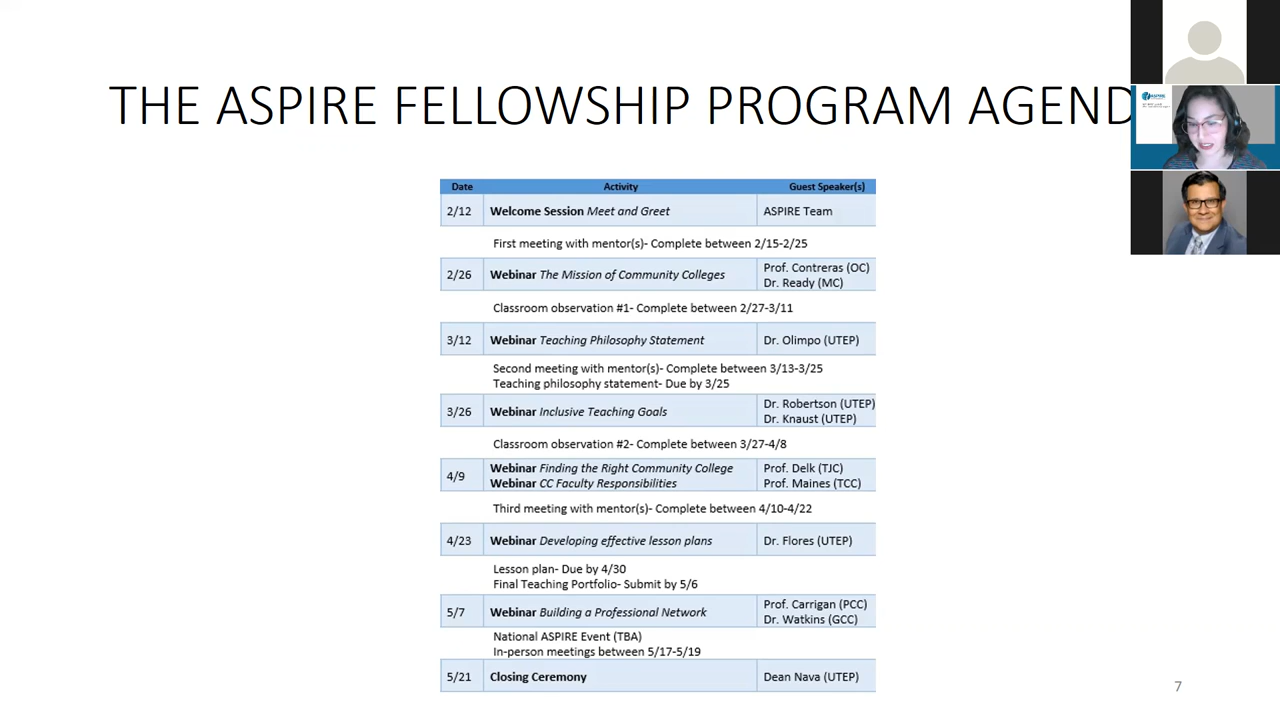 THE ASPIRE FELLOWSHIP PROGRAM AGEND
ASPIRE
Date Activity Guest Speaker(s)
2/12 Welcome Session Meet and Greet ASPIRE Team
First meeting with mentor(s)- Complete between 2/15-2/25
2/26 Webinar The Mission of Community Colleges Prof. Contreras (OC)
Dr. Ready (MC)
Classroom observation #1- Complete between 2/27-3/11
3/12 Webinar Teaching Philosophy Statement Dr. Olimpo (UTEP)
Second meeting with mentor(s)- Complete between 3/13-3/25
Teaching philosophy statement- Due by 3/25
3/26 Webinar Inclusive Teaching Goals Dr. Robertson (UTEP)
Dr. Knaust (UTEP)
Classroom observation #2- Complete between 3/27-4/8
4/9 Webinar Finding the Right Community College Prof. Delk (TJC)
Webinar CC Faculty Responsibilities Prof. Maines (TCC)
Third meeting with mentor(s)- Complete between 4/10-4/22
4/23 Webinar Developing effective lesson plans Dr. Flores (UTEP)
Lesson plan- Due by 4/30
Final Teaching Portfolio- Submit by 5/6
5/7 Webinar Building a Professional Network Prof. Carrigan (PCC)
Dr. Watkins (GCC)
National ASPIRE Event (TBA)
In-person meetings between 5/17-5/19
5/21 Closing Ceremony Dean Nava (UTEP)
7